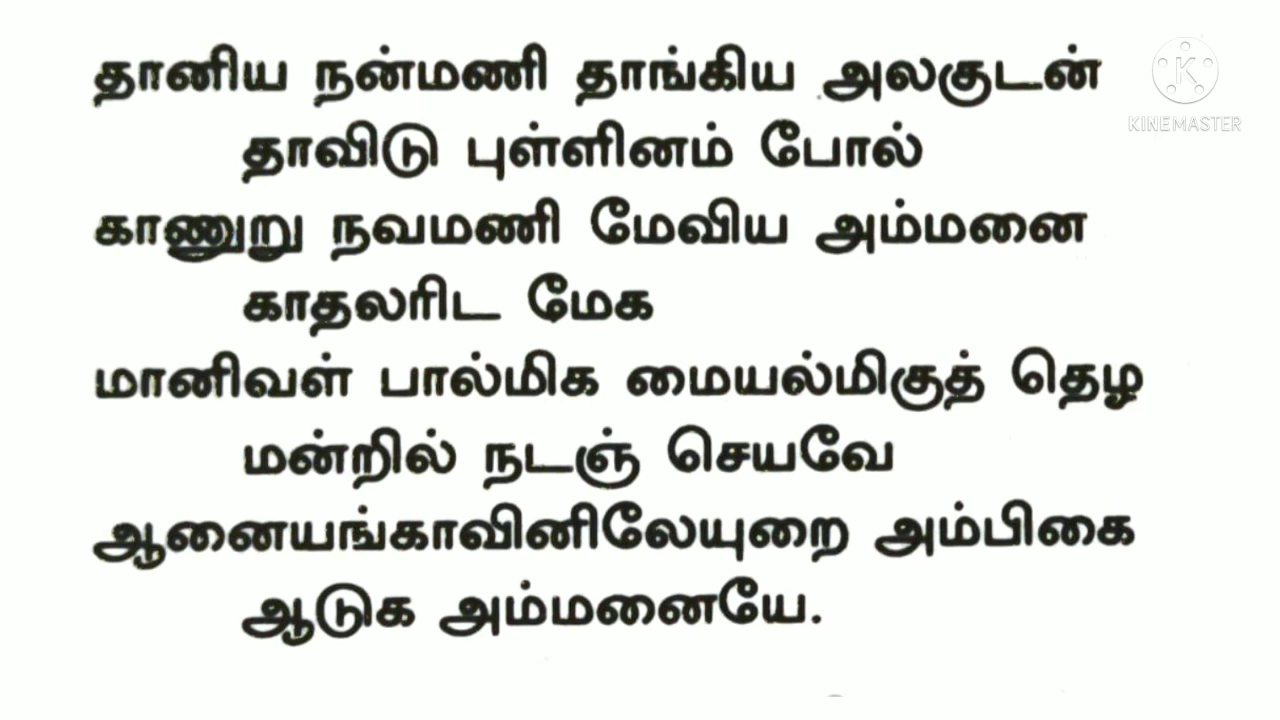 தானிய நன்மணி தாங்கிய அலகுடன்
தாவிடு புள்ளினம் போல்
காணுறு நவமணி மேவிய அம்மனை
காதலரிட மேக
மானிவள் பால்மிக மையல்மிகுத் தெழ
மன்றில் நடஞ் செயவே
ஆனையங்காவினிலேயுறை அம்பிகை
ஆடுக அம்மனையே.
KINEMASTER